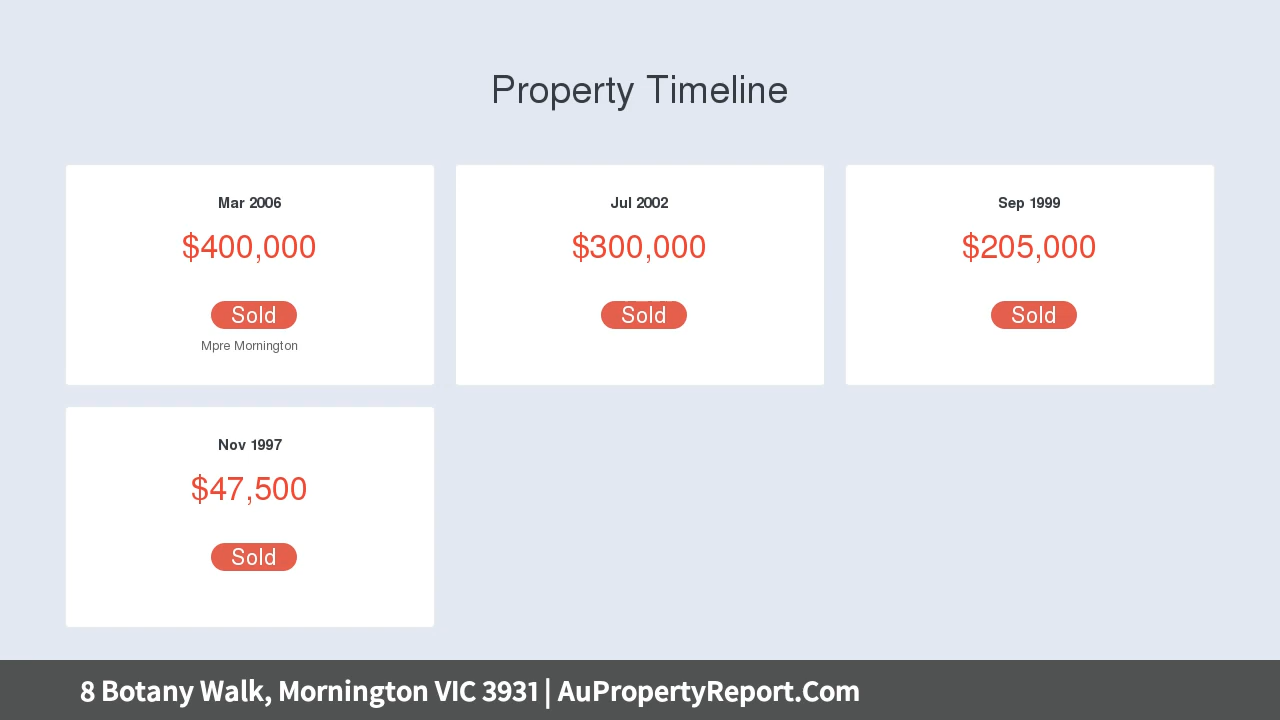 Property Timeline
Mar 2006
$400,000
Sold
Mpre Mornington
Jul 2002
$300,000
Sold
Sep 1999
$205,000
Sold
Nov 1997
$47,500
Sold
8 Botany Walk, Mornington VIC 3931 | AuPropertyReport.Com